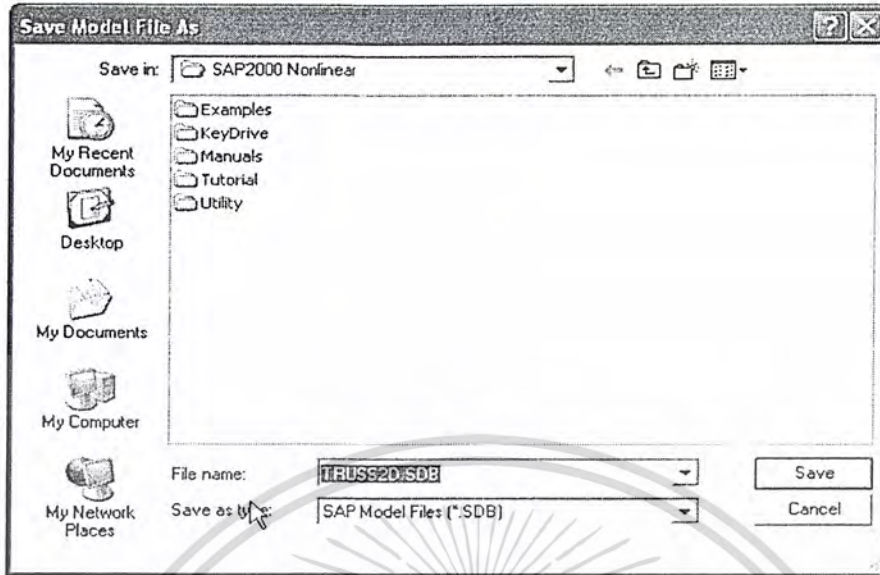 Save Model File As
Save in: SAP2000 Nonlinear
Examples
KeyDrive
Manuals
Tutorial
Utility
My Recent Documents
Desktop
My Documents
My Computer
My Network Places
File name: TRUSS2D.SDB
Save
Save as type: SAP Model Files (*.SDB)
Cancel